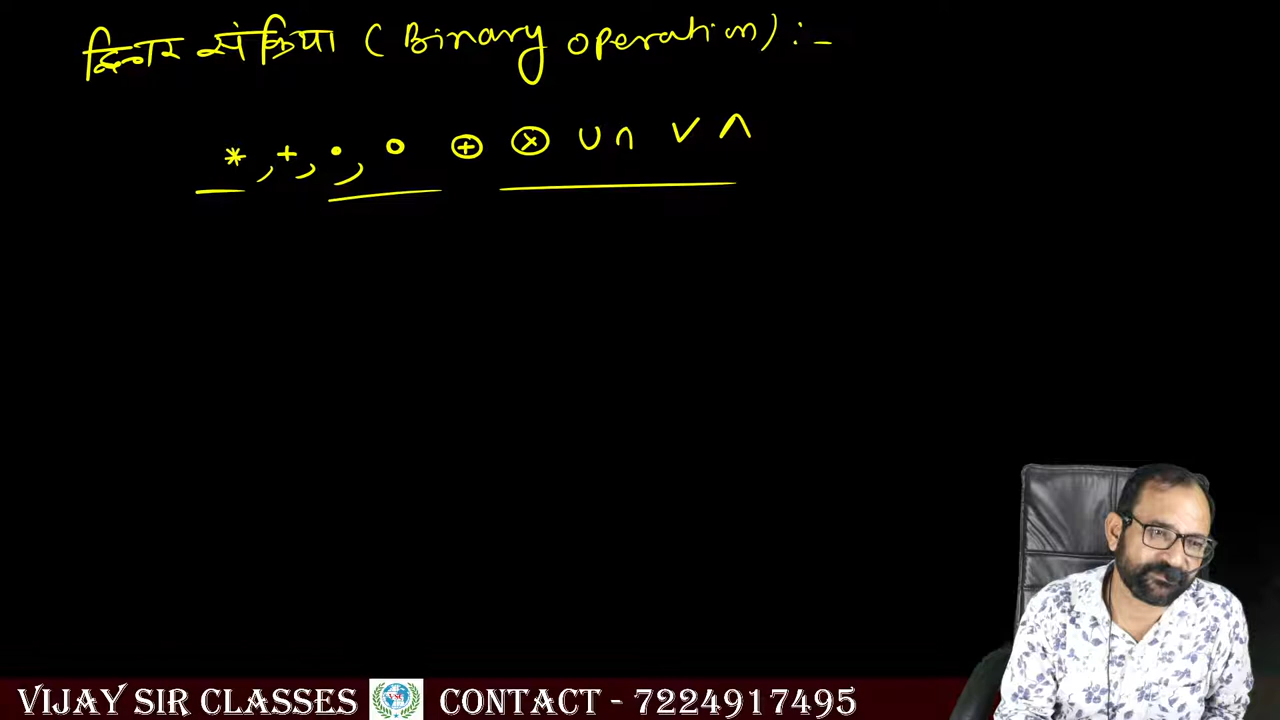 द्विचर संक्रिया (Binary operation) :-
* , + , • , ∘ ⊕ ⊗ ∪ ∩ ∨ ∧
VIJAY SIR CLASSES CONTACT - 7224917495